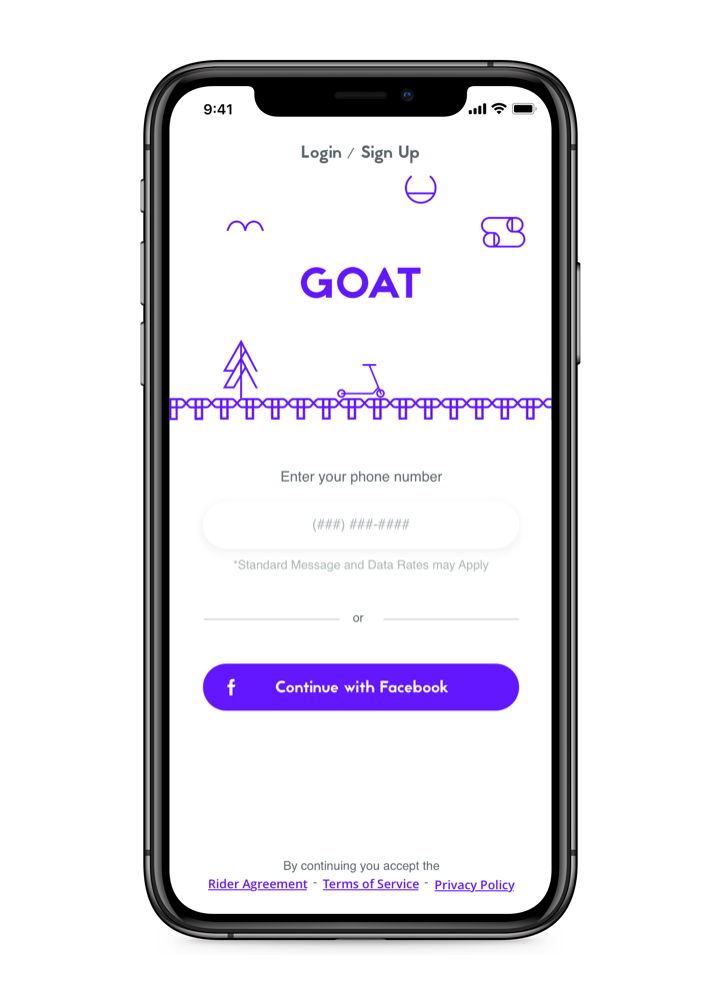 9:41
Login / Sign Up
GOAT
Enter your phone number
(###) ###-####
*Standard Message and Data Rates may Apply
or
f Continue with Facebook
By continuing you accept the
Rider Agreement - Terms of Service - Privacy Policy